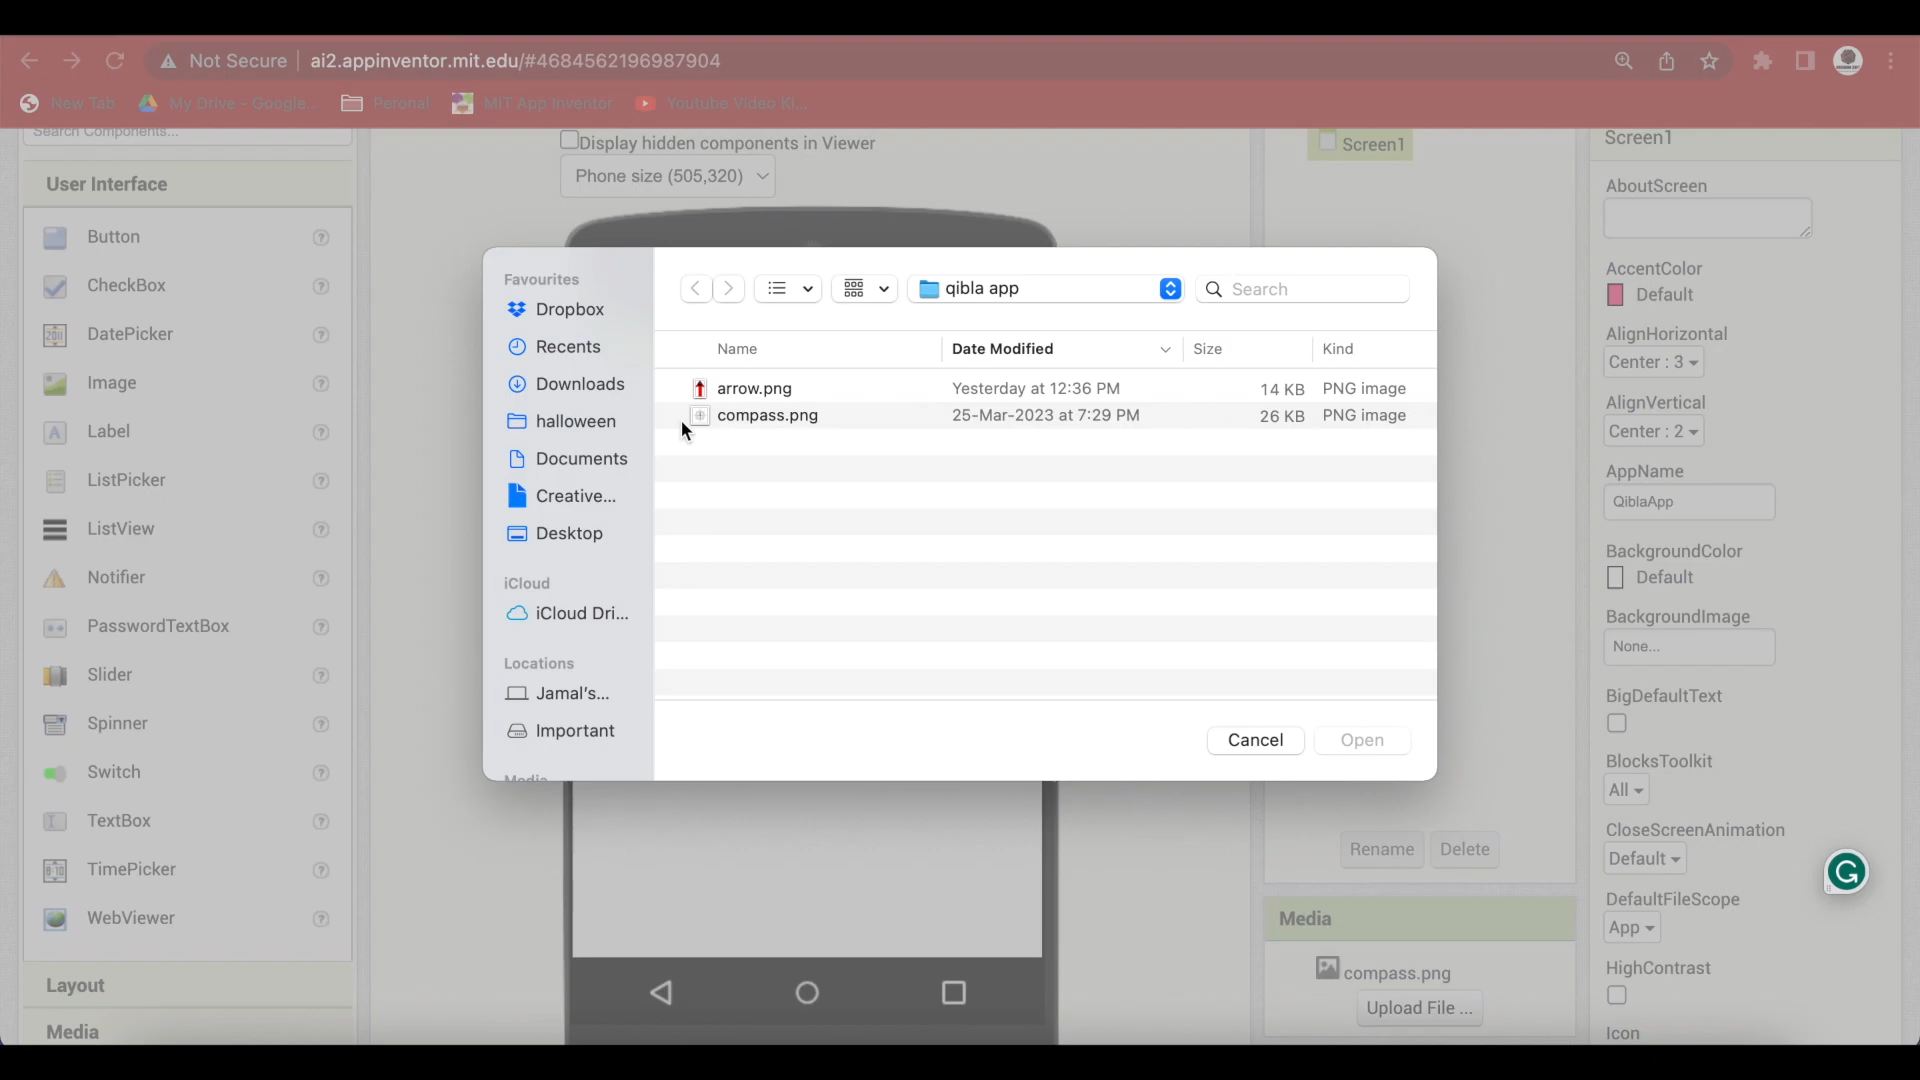 Not Secure
ai2.appinventor.mit.edu/#4684562196987904
New Tab
My Drive - Google...
Peronal
MIT App Inventor
Youtube Video Ki...
Search Components...
User Interface
Button
CheckBox
DatePicker
Image
Label
ListPicker
ListView
Notifier
PasswordTextBox
Slider
Spinner
Switch
TextBox
TimePicker
WebViewer
Layout
Media
Display hidden components in Viewer
Phone size (505,320)
Favourites
Dropbox
Recents
Downloads
halloween
Documents
Creative...
Desktop
iCloud
iCloud Dri...
Locations
Jamal's...
Important
Media
qibla app
Search
Name Date Modified Size Kind
arrow.png Yesterday at 12:36 PM 14 KB PNG image
compass.png 25-Mar-2023 at 7:29 PM 26 KB PNG image
Cancel
Open
Screen1
Rename
Delete
Media
compass.png
Upload File ...
Screen1
AboutScreen
AccentColor
Default
AlignHorizontal
Center : 3
AlignVertical
Center : 2
AppName
QiblaApp
BackgroundColor
Default
BackgroundImage
None...
BigDefaultText
BlocksToolkit
All
CloseScreenAnimation
Default
DefaultFileScope
App
HighContrast
Icon